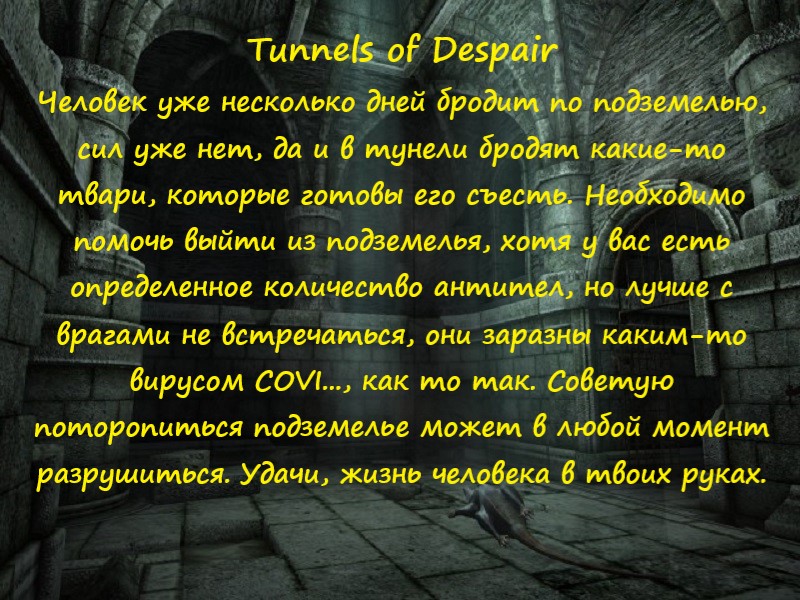 Tunnels of Despair
Человек уже несколько дней бродит по подземелью,
сил уже нет, да и в тунели бродят какие-то
твари, которые готовы его съесть. Необходимо
помочь выйти из подземелья, хотя у вас есть
определенное количество антител, но лучше с
врагами не встречаться, они заразны каким-то
вирусом COVI..., как то так. Советую
поторопиться подземелье может в любой момент
разрушиться. Удачи, жизнь человека в твоих руках.